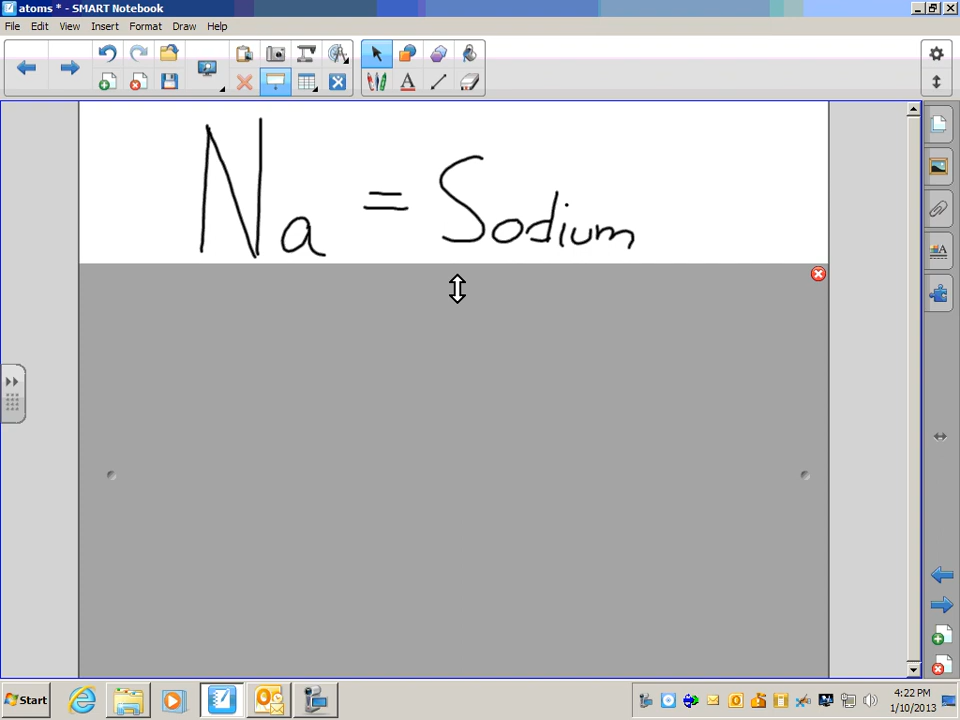 atoms * - SMART Notebook
File Edit View Insert Format Draw Help
Na = Sodium
Start
4:22 PM
1/10/2013